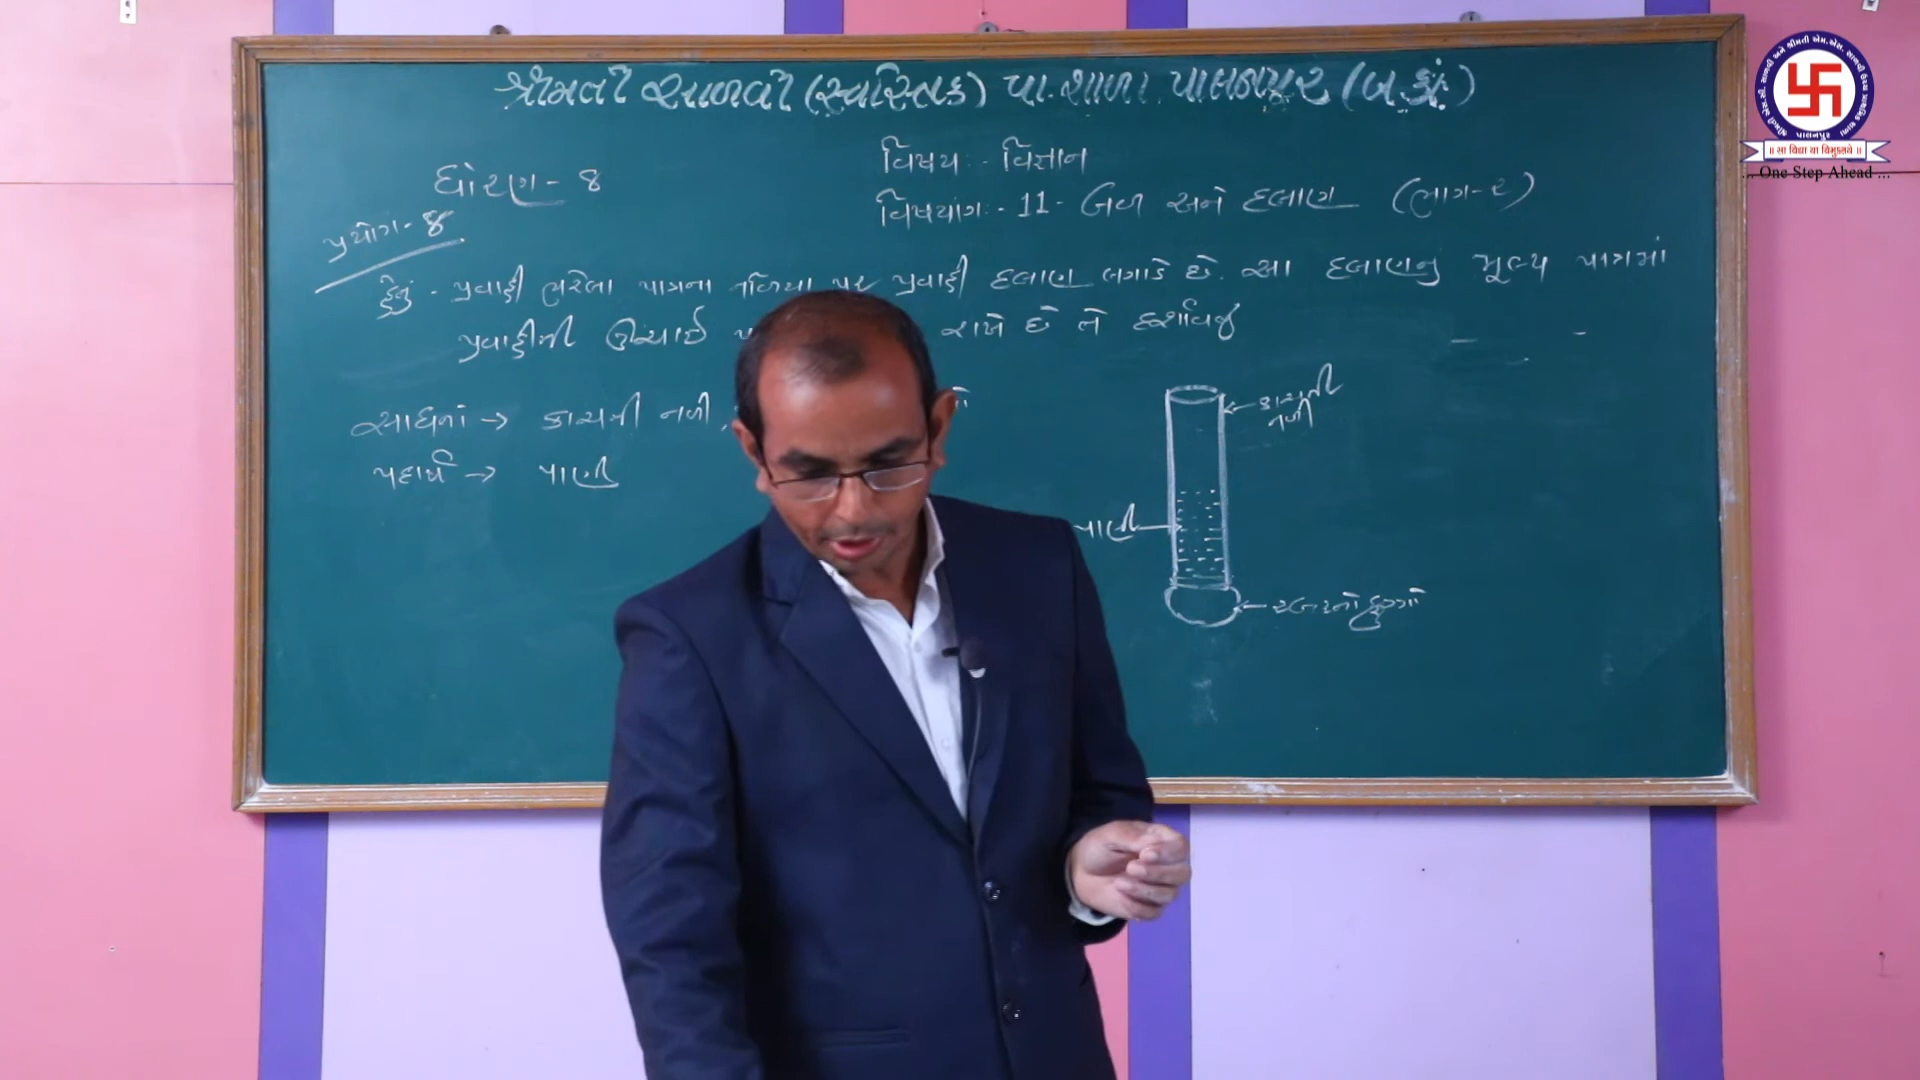 શ્રીમતી સાળવી (સ્વસ્તિક) પ્રા. શાળા પાલનપુર (બ.કાં)
વિષય :- વિજ્ઞાન
ધોરણ - 8
વિષયાંગ :- 11 - બળ અને દબાણ (ભાગ-૨)
પ્રયોગ - 8
હેતું - પ્રવાહી ભરેલા પાત્રના તળિયા પર પ્રવાહી દબાણ લગાડે છે. આ દબાણનું મૂલ્ય પાત્રમાં
પ્રવાહીની ઊંચાઈ રાખે છે તે દર્શાવવું
સાધનો → કાચની નળી,
પદાર્થ → પાણી
કાચની
નળી
પાણી
રબરનો ફુગ્ગો
પાલનપુર
॥ સા વિદ્યા યા વિમુક્તયે ॥
... One Step Ahead ...